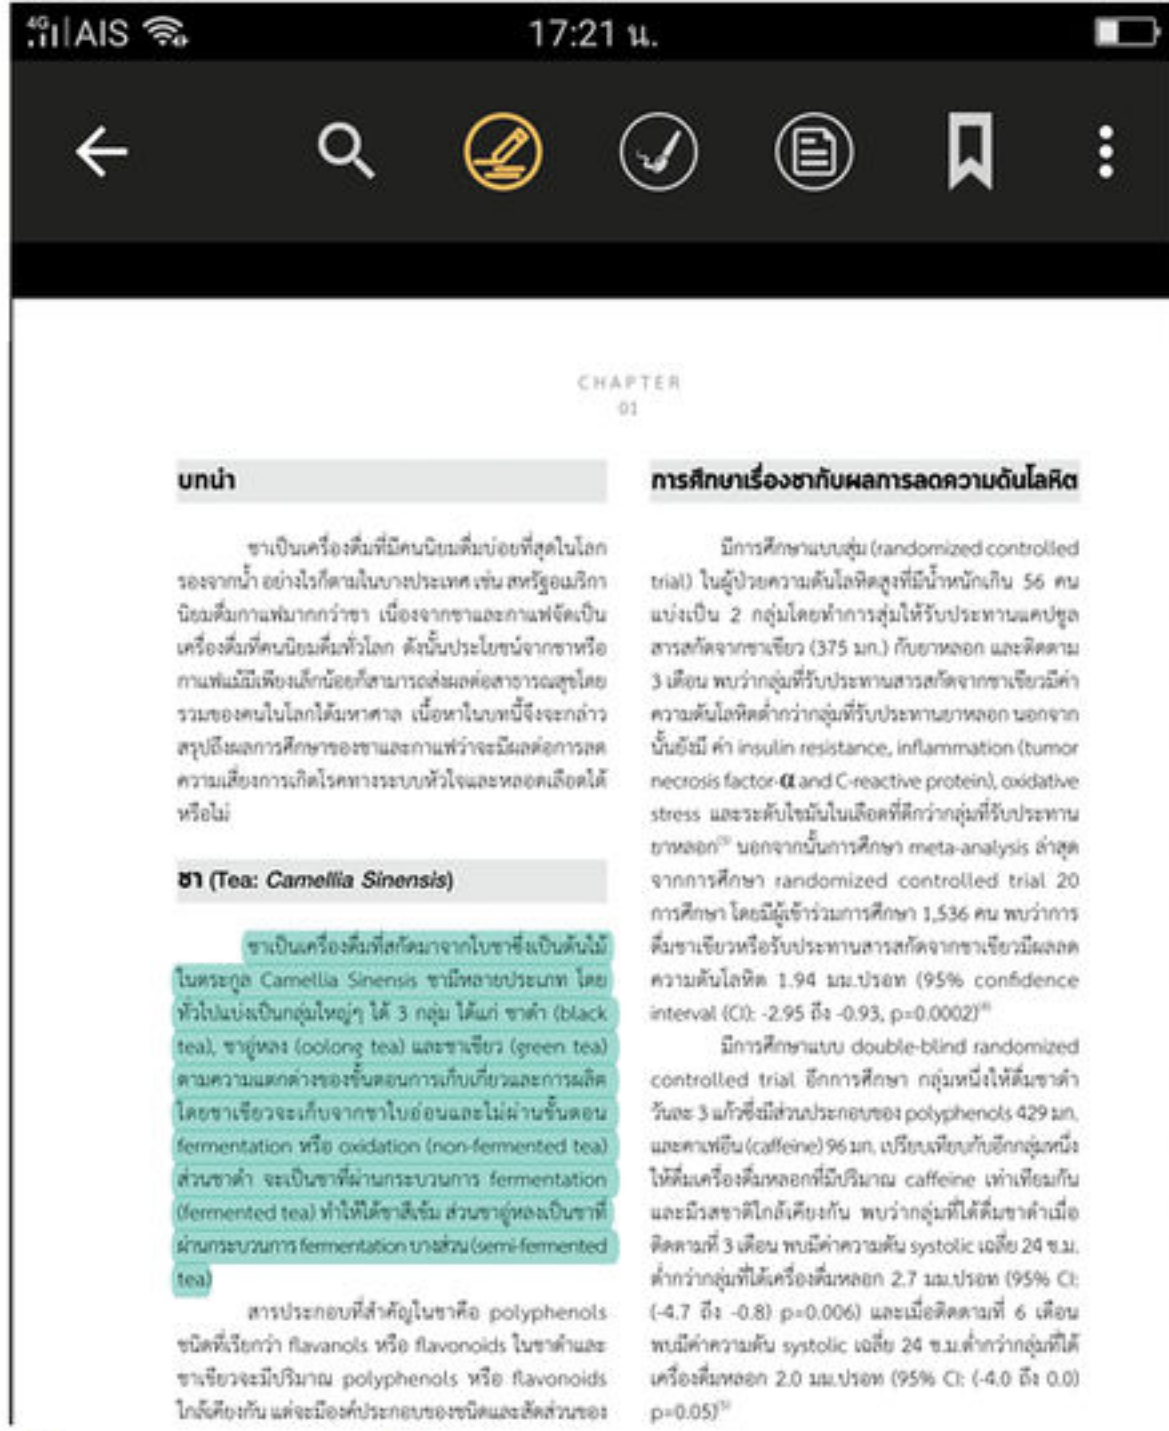 4G AIS
17:21 น.
CHAPTER
01
บทนำ
ชาเป็นเครื่องดื่มที่มีคนนิยมดื่มบ่อยที่สุดในโลก
รองจากน้ำ อย่างไรก็ตามในบางประเทศ เช่น สหรัฐอเมริกา
นิยมดื่มกาแฟมากกว่าชา เนื่องจากชาและกาแฟจัดเป็น
เครื่องดื่มที่คนนิยมดื่มทั่วโลก ดังนั้นประโยชน์จากชาหรือ
กาแฟแม้มีเพียงเล็กน้อยก็สามารถส่งผลต่อสาธารณสุขโดย
รวมของคนในโลกได้มหาศาล เนื้อหาในบทนี้จึงจะกล่าว
สรุปถึงผลการศึกษาของชาและกาแฟว่าจะมีผลต่อการลด
ความเสี่ยงการเกิดโรคทางระบบหัวใจและหลอดเลือดได้
หรือไม่
ชา (Tea: Camellia Sinensis)
ชาเป็นเครื่องดื่มที่สกัดมาจากใบชาซึ่งเป็นต้นไม้
ในตระกูล Camellia Sinensis ชามีหลายประเภท โดย
ทั่วไปแบ่งเป็นกลุ่มใหญ่ๆ ได้ 3 กลุ่ม ได้แก่ ชาดำ (black
tea), ชาอู่หลง (oolong tea) และชาเขียว (green tea)
ตามความแตกต่างของขั้นตอนการเก็บเกี่ยวและการผลิต
โดยชาเขียวจะเก็บจากชาใบอ่อนและไม่ผ่านขั้นตอน
fermentation หรือ oxidation (non-fermented tea)
ส่วนชาดำ จะเป็นชาที่ผ่านกระบวนการ fermentation
(fermented tea) ทำให้ได้ชาสีเข้ม ส่วนชาอู่หลงเป็นชาที่
ผ่านกระบวนการ fermentation บางส่วน (semi-fermented
tea)
สารประกอบที่สำคัญในชาคือ polyphenols
ชนิดที่เรียกว่า flavanols หรือ flavonoids ในชาดำและ
ชาเขียวจะมีปริมาณ polyphenols หรือ flavonoids
ใกล้เคียงกัน แต่จะมีองค์ประกอบของชนิดและสัดส่วนของ
การศึกษาเรื่องชากับผลการลดความดันโลหิต
มีการศึกษาแบบสุ่ม (randomized controlled
trial) ในผู้ป่วยความดันโลหิตสูงที่มีน้ำหนักเกิน 56 คน
แบ่งเป็น 2 กลุ่มโดยทำการสุ่มให้รับประทานแคปซูล
สารสกัดจากชาเขียว (375 มก.) กับยาหลอก และติดตาม
3 เดือน พบว่ากลุ่มที่รับประทานสารสกัดจากชาเขียวมีค่า
ความดันโลหิตต่ำกว่ากลุ่มที่รับประทานยาหลอก นอกจาก
นั้นยังมี ค่า insulin resistance, inflammation (tumor
necrosis factor-α and C-reactive protein), oxidative
stress และระดับไขมันในเลือดที่ดีกว่ากลุ่มที่รับประทาน
ยาหลอก นอกจากนั้นการศึกษา meta-analysis ล่าสุด
จากการศึกษา randomized controlled trial 20
การศึกษา โดยมีผู้เข้าร่วมการศึกษา 1,536 คน พบว่าการ
ดื่มชาเขียวหรือรับประทานสารสกัดจากชาเขียวมีผลลด
ความดันโลหิต 1.94 มม.ปรอท (95% confidence
interval (CI): -2.95 ถึง -0.93, p=0.0002)
มีการศึกษาแบบ double-blind randomized
controlled trial อีกการศึกษา กลุ่มหนึ่งให้ดื่มชาดำ
วันละ 3 แก้วซึ่งมีส่วนประกอบของ polyphenols 429 มก.
และคาเฟอีน (caffeine) 96 มก. เปรียบเทียบกับอีกกลุ่มหนึ่ง
ให้ดื่มเครื่องดื่มหลอกที่มีปริมาณ caffeine เท่าเทียมกัน
และมีรสชาติใกล้เคียงกัน พบว่ากลุ่มที่ได้ดื่มชาดำเมื่อ
ติดตามที่ 3 เดือน พบมีค่าความดัน systolic เฉลี่ย 24 ช.ม.
ต่ำกว่ากลุ่มที่ได้เครื่องดื่มหลอก 2.7 มม.ปรอท (95% CI:
(-4.7 ถึง -0.8) p=0.006) และเมื่อติดตามที่ 6 เดือน
พบมีค่าความดัน systolic เฉลี่ย 24 ช.ม.ต่ำกว่ากลุ่มที่ได้
เครื่องดื่มหลอก 2.0 มม.ปรอท (95% CI: (-4.0 ถึง 0.0)
p=0.05)